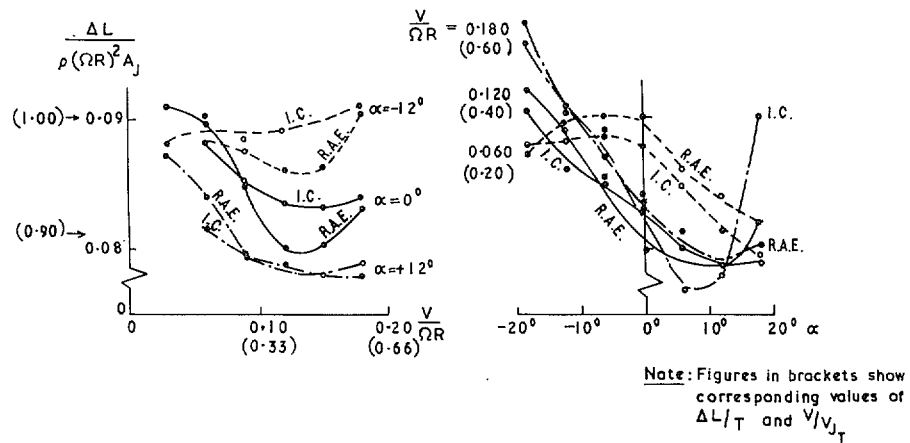 ΔL
ρ(ΩR)²A_J
(1·00)→ 0·09
(0·90)→
0·08
0
I.C.
α=-12°
R.A.E.
I.C.
α=0°
R.A.E.
R.A.E.
I.C.
α=+12°
0
0·10
(0·33)
0·20
(0·66)
V
ΩR
V
ΩR
= 0·180
(0·60)
0·120
(0·40)
0·060
(0·20)
I.C.
I.C.
R.A.E.
R.A.E.
I.C.
R.A.E.
-20°
-10°
0°
10°
20° α
Note: Figures in brackets show
corresponding values of
ΔL/T and V/V_J_T